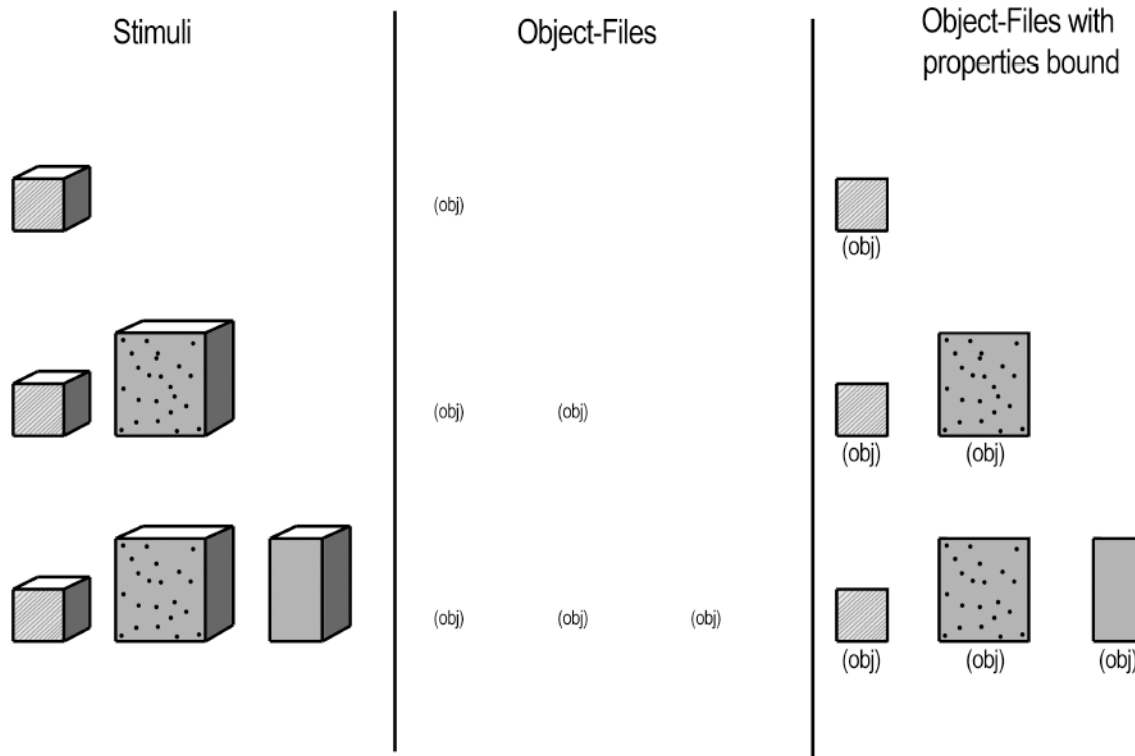 Stimuli
Object-Files
Object-Files with
properties bound
(obj)
(obj)
(obj) (obj)
(obj) (obj)
(obj) (obj) (obj)
(obj) (obj) (obj)